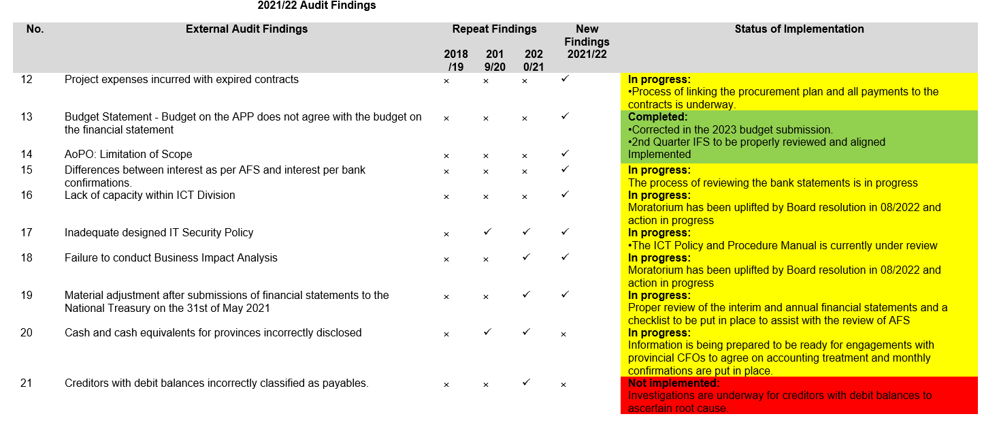 2021/22 Audit Findings
No. External Audit Findings Repeat Findings New Status of Implementation
Findings
2018 201 202 2021/22
/19 9/20 0/21
12 Project expenses incurred with expired contracts × × × ✓ In progress:
•Process of linking the procurement plan and all payments to the
contracts is underway.
13 Budget Statement - Budget on the APP does not agree with the budget on × × × ✓ Completed:
the financial statement •Corrected in the 2023 budget submission.
•2nd Quarter IFS to be properly reviewed and aligned
14 AoPO: Limitation of Scope × × × ✓ Implemented
15 Differences between interest as per AFS and interest per bank × × × ✓ In progress:
confirmations. The process of reviewing the bank statements is in progress
16 Lack of capacity within ICT Division × × × ✓ In progress:
Moratorium has been uplifted by Board resolution in 08/2022 and
action in progress
17 Inadequate designed IT Security Policy × ✓ ✓ ✓ In progress:
•The ICT Policy and Procedure Manual is currently under review
18 Failure to conduct Business Impact Analysis × × ✓ ✓ In progress:
Moratorium has been uplifted by Board resolution in 08/2022 and
action in progress
19 Material adjustment after submissions of financial statements to the × × ✓ ✓ In progress:
National Treasury on the 31st of May 2021 Proper review of the interim and annual financial statements and a
checklist to be put in place to assist with the review of AFS
20 Cash and cash equivalents for provinces incorrectly disclosed × ✓ ✓ × In progress:
Information is being prepared to be ready for engagements with
provincial CFOs to agree on accounting treatment and monthly
confirmations are put in place.
21 Creditors with debit balances incorrectly classified as payables. × × ✓ × Not implemented:
Investigations are underway for creditors with debit balances to
ascertain root cause.